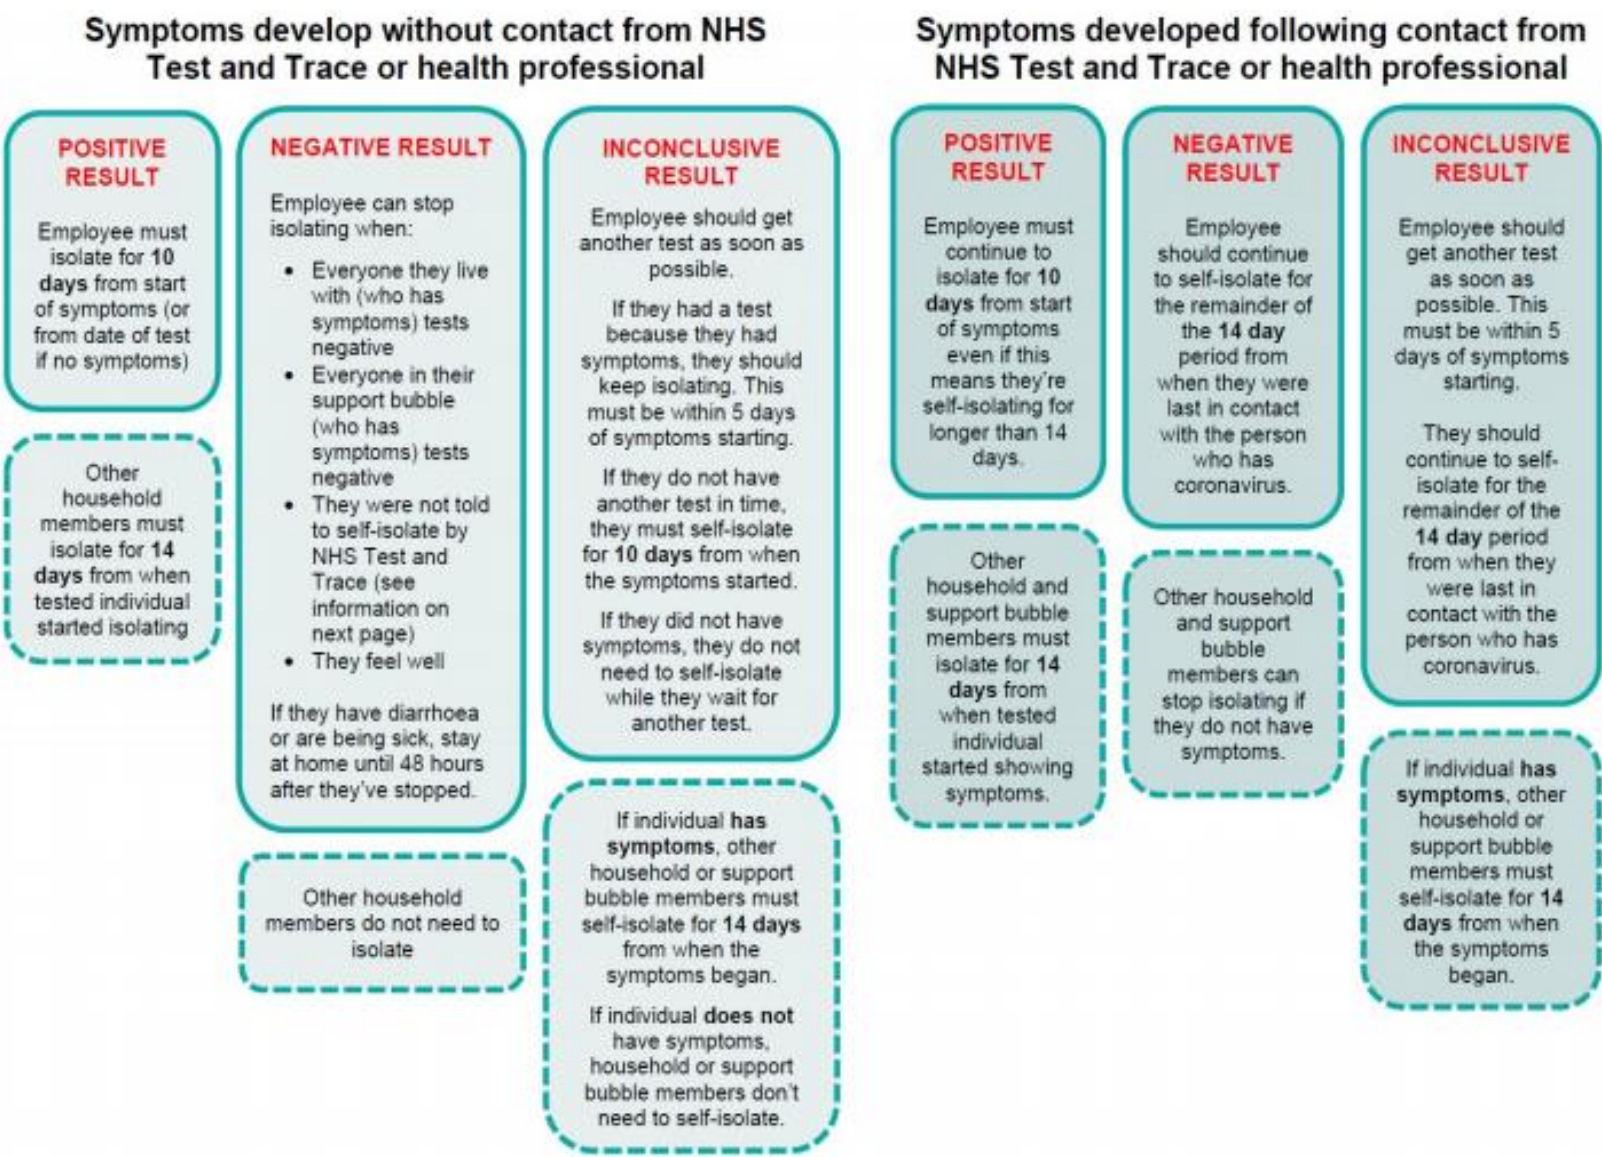 Symptoms develop without contact from NHS
Test and Trace or health professional
POSITIVE
RESULT
Employee must
isolate for 10
days from start
of symptoms (or
from date of test
if no symptoms)
Other
household
members must
isolate for 14
days from when
tested individual
started isolating
NEGATIVE RESULT
Employee can stop
isolating when:
• Everyone they live
with (who has
symptoms) tests
negative
• Everyone in their
support bubble
(who has
symptoms) tests
negative
• They were not told
to self-isolate by
NHS Test and
Trace (see
information on
next page)
• They feel well
If they have diarrhoea
or are being sick, stay
at home until 48 hours
after they've stopped.
Other household
members do not need to
isolate
INCONCLUSIVE
RESULT
Employee should get
another test as soon as
possible.
If they had a test
because they had
symptoms, they should
keep isolating. This
must be within 5 days
of symptoms starting.
If they do not have
another test in time,
they must self-isolate
for 10 days from when
the symptoms started.
If they did not have
symptoms, they do not
need to self-isolate
while they wait for
another test.
If individual has
symptoms, other
household or support
bubble members must
self-isolate for 14 days
from when the
symptoms began.
If individual does not
have symptoms,
household or support
bubble members don't
need to self-isolate.
Symptoms developed following contact from
NHS Test and Trace or health professional
POSITIVE
RESULT
Employee must
continue to
isolate for 10
days from start
of symptoms
even if this
means they're
self-isolating for
longer than 14
days.
Other
household and
support bubble
members must
isolate for 14
days from
when tested
individual
started showing
symptoms.
NEGATIVE
RESULT
Employee
should continue
to self-isolate for
the remainder of
the 14 day
period from
when they were
last in contact
with the person
who has
coronavirus.
Other household
and support
bubble
members can
stop isolating if
they do not have
symptoms.
INCONCLUSIVE
RESULT
Employee should
get another test
as soon as
possible. This
must be within 5
days of symptoms
starting.
They should
continue to self-
isolate for the
remainder of the
14 day period
from when they
were last in
contact with the
person who has
coronavirus.
If individual has
symptoms, other
household or
support bubble
members must
self-isolate for 14
days from when
the symptoms
began.